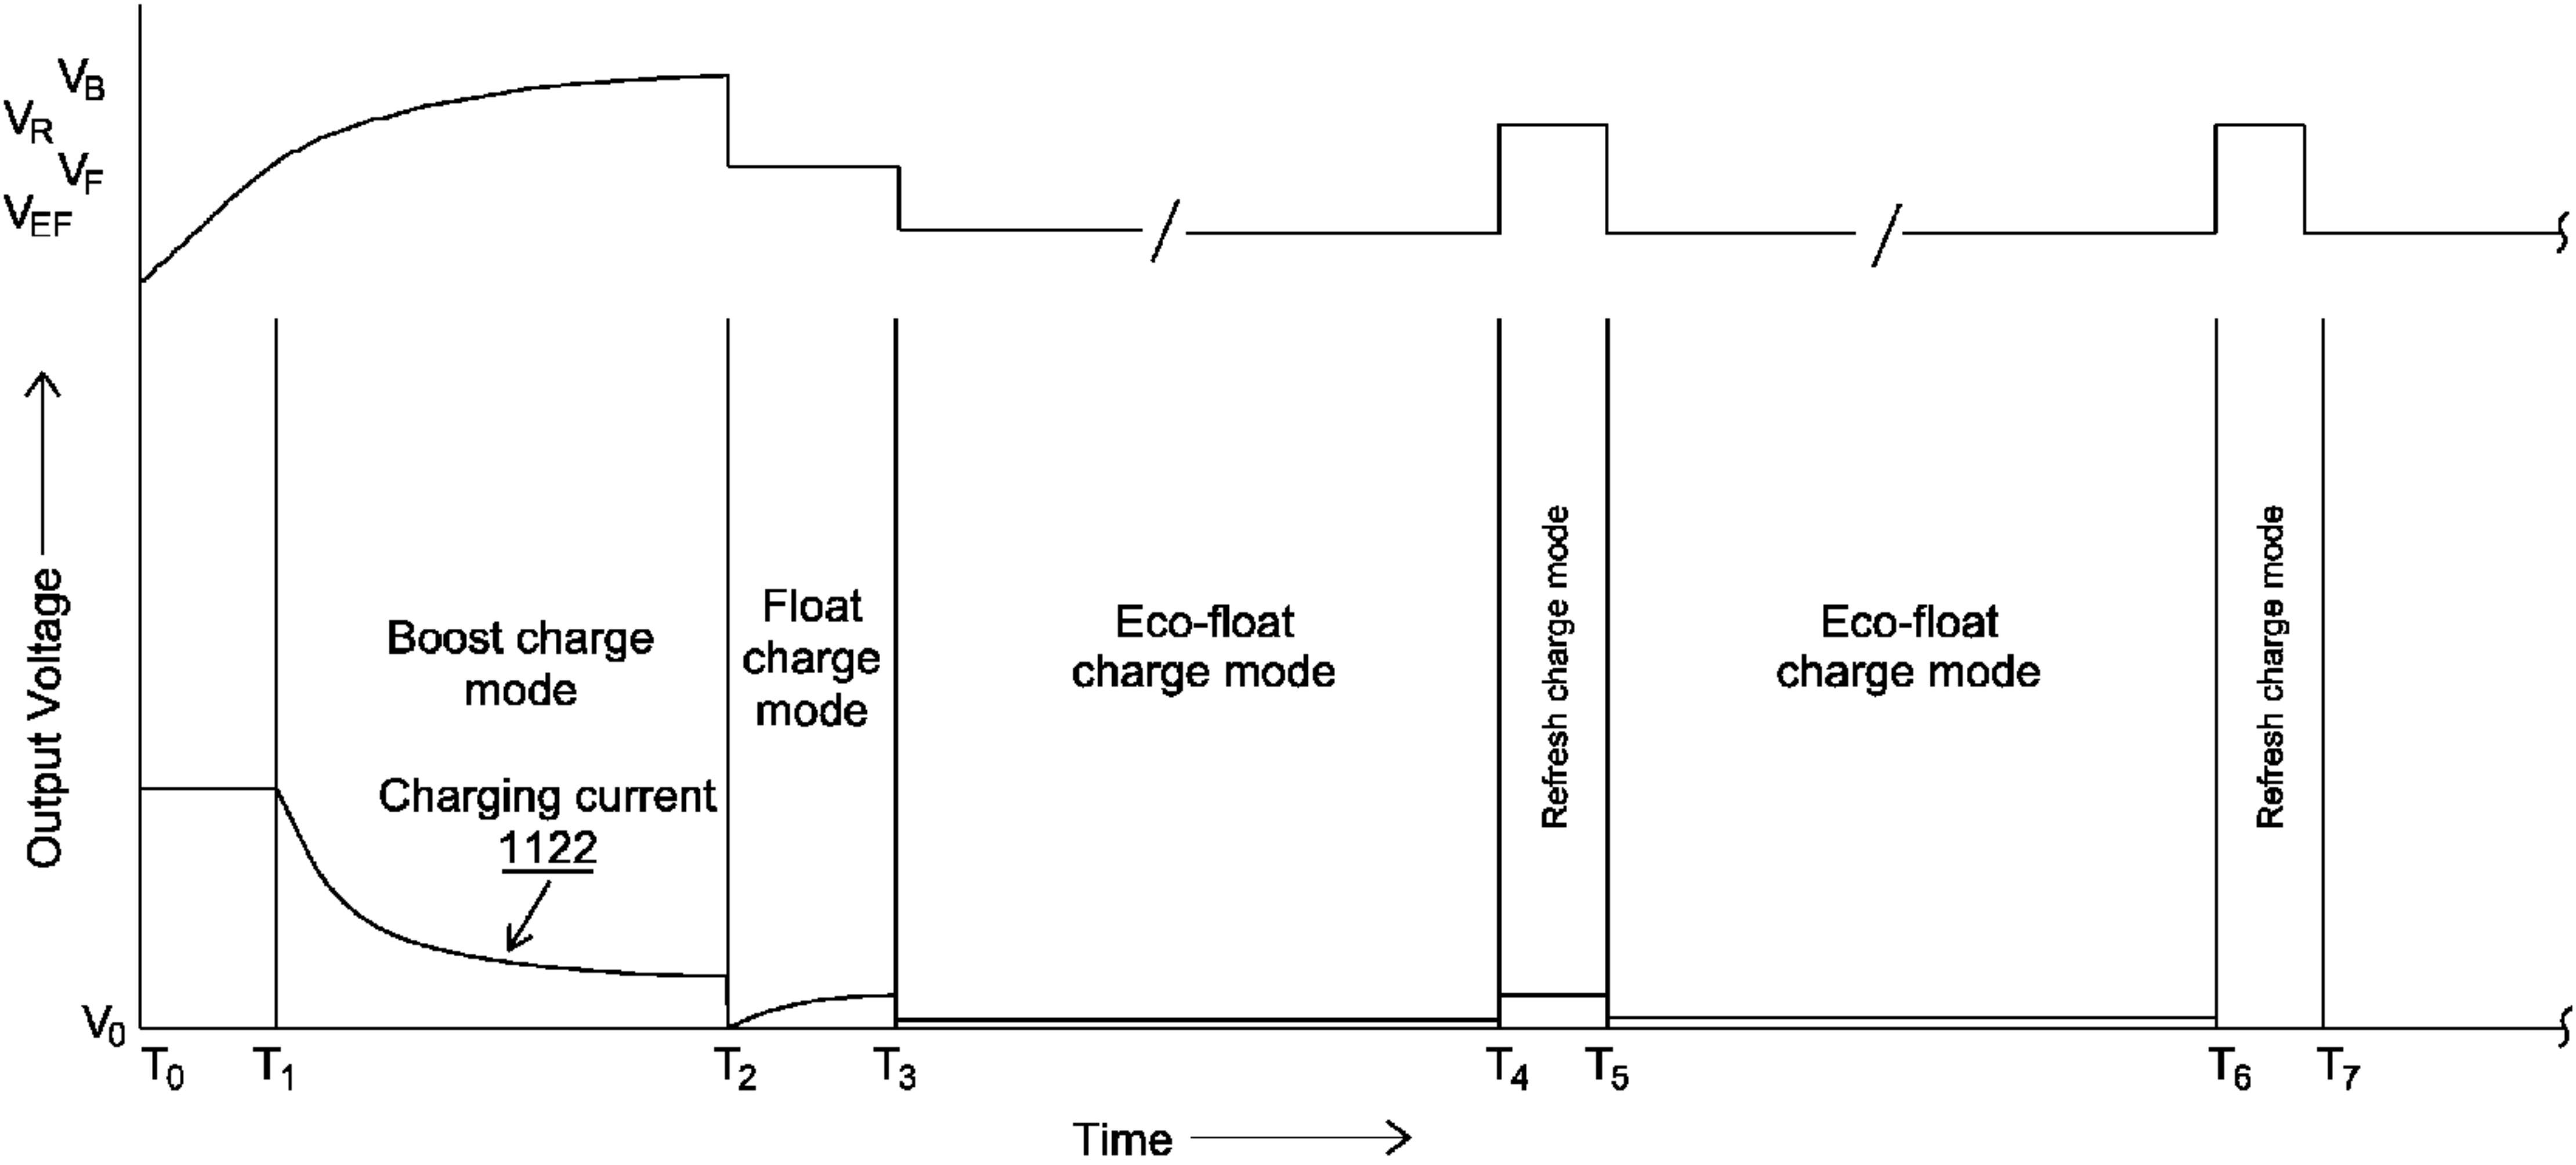 V_B
V_R
V_F
V_EF
Output Voltage
Boost charge
mode
Float
charge
mode
Eco-float
charge mode
Refresh charge mode
Eco-float
charge mode
Refresh charge mode
Charging current
1122
V_0
T_0 T_1 T_2 T_3 T_4 T_5 T_6 T_7
Time